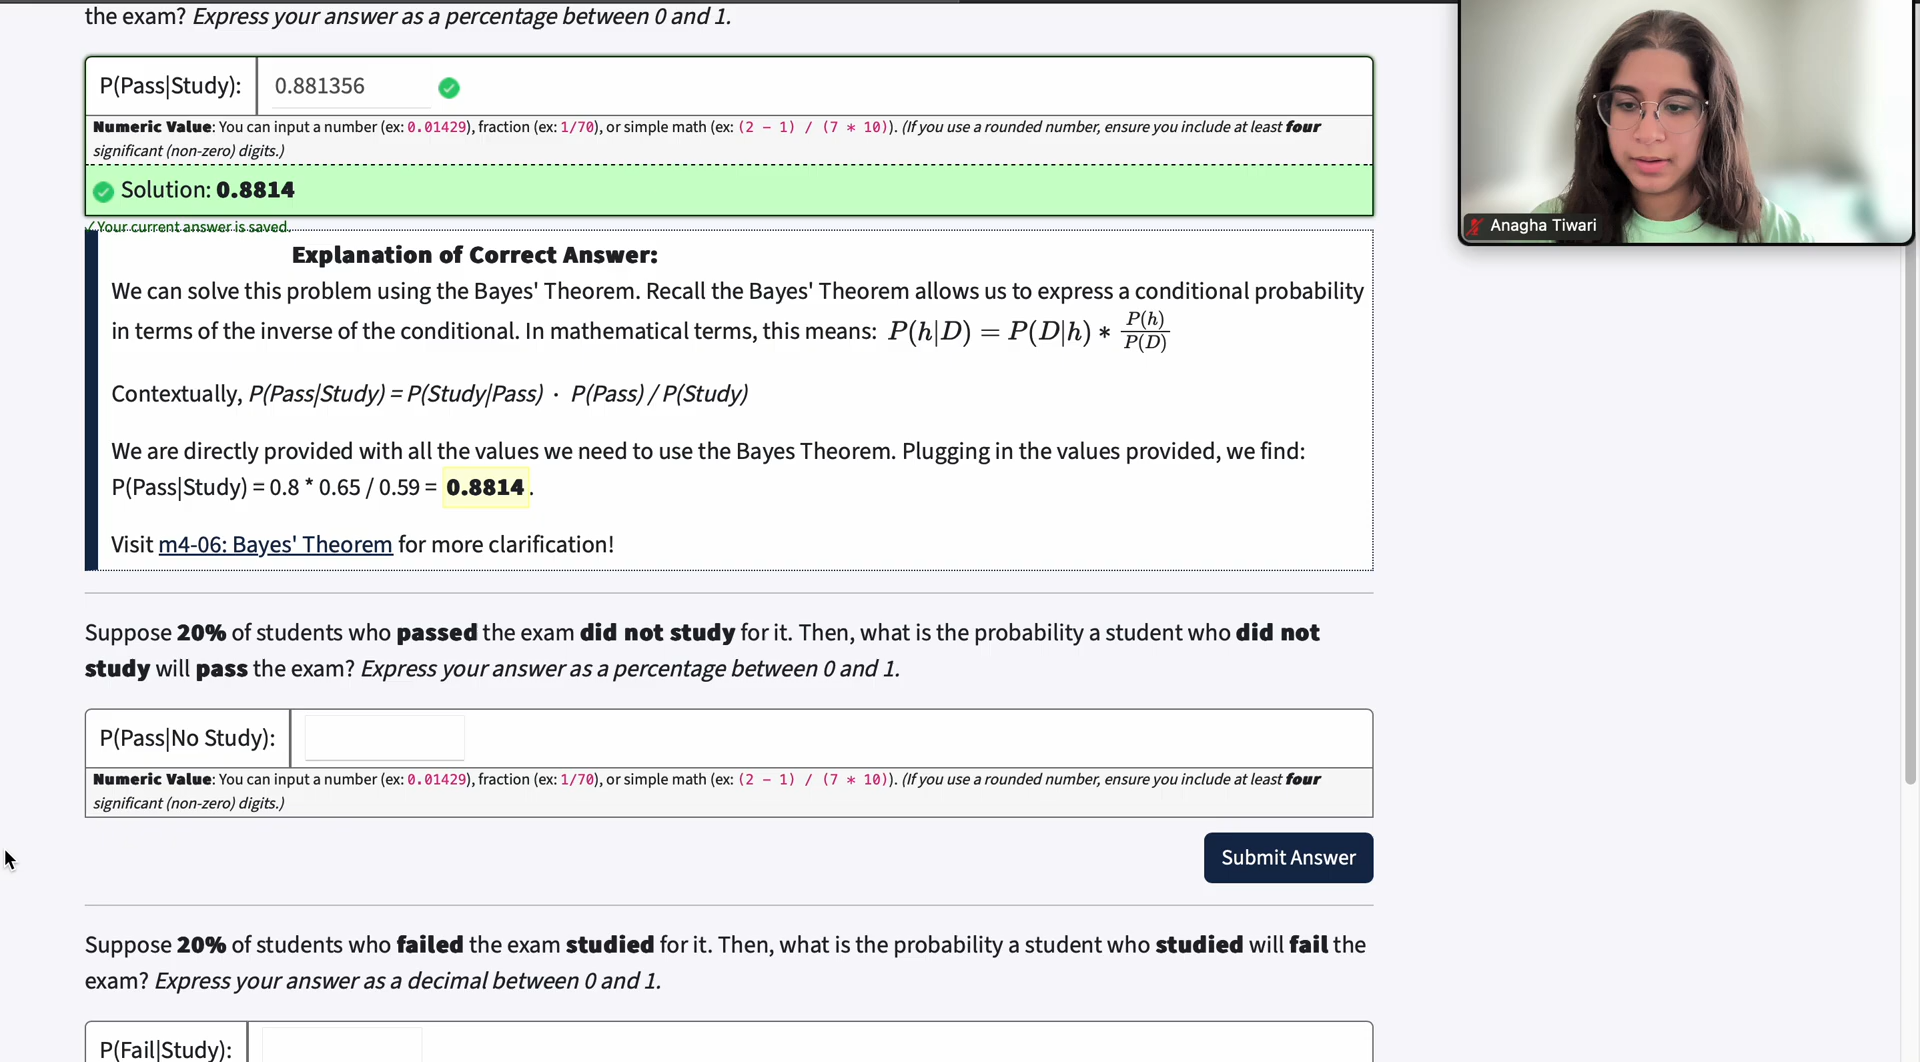 the exam? Express your answer as a percentage between 0 and 1.
P(Pass|Study): 0.881356
Numeric Value: You can input a number (ex: 0.01429), fraction (ex: 1/70), or simple math (ex: (2 − 1) / (7 * 10)). (If you use a rounded number, ensure you include at least four
significant (non-zero) digits.)
Solution: 0.8814
✓Your current answer is saved.
Explanation of Correct Answer:
We can solve this problem using the Bayes' Theorem. Recall the Bayes' Theorem allows us to express a conditional probability
in terms of the inverse of the conditional. In mathematical terms, this means: P(h|D) = P(D|h) * P(h)/P(D)
Contextually, P(Pass|Study) = P(Study|Pass) · P(Pass) / P(Study)
We are directly provided with all the values we need to use the Bayes Theorem. Plugging in the values provided, we find:
P(Pass|Study) = 0.8 * 0.65 / 0.59 = 0.8814.
Visit m4-06: Bayes' Theorem for more clarification!
Suppose 20% of students who passed the exam did not study for it. Then, what is the probability a student who did not
study will pass the exam? Express your answer as a percentage between 0 and 1.
P(Pass|No Study):
Numeric Value: You can input a number (ex: 0.01429), fraction (ex: 1/70), or simple math (ex: (2 − 1) / (7 * 10)). (If you use a rounded number, ensure you include at least four
significant (non-zero) digits.)
Submit Answer
Suppose 20% of students who failed the exam studied for it. Then, what is the probability a student who studied will fail the
exam? Express your answer as a decimal between 0 and 1.
P(Fail|Study):
Anagha Tiwari